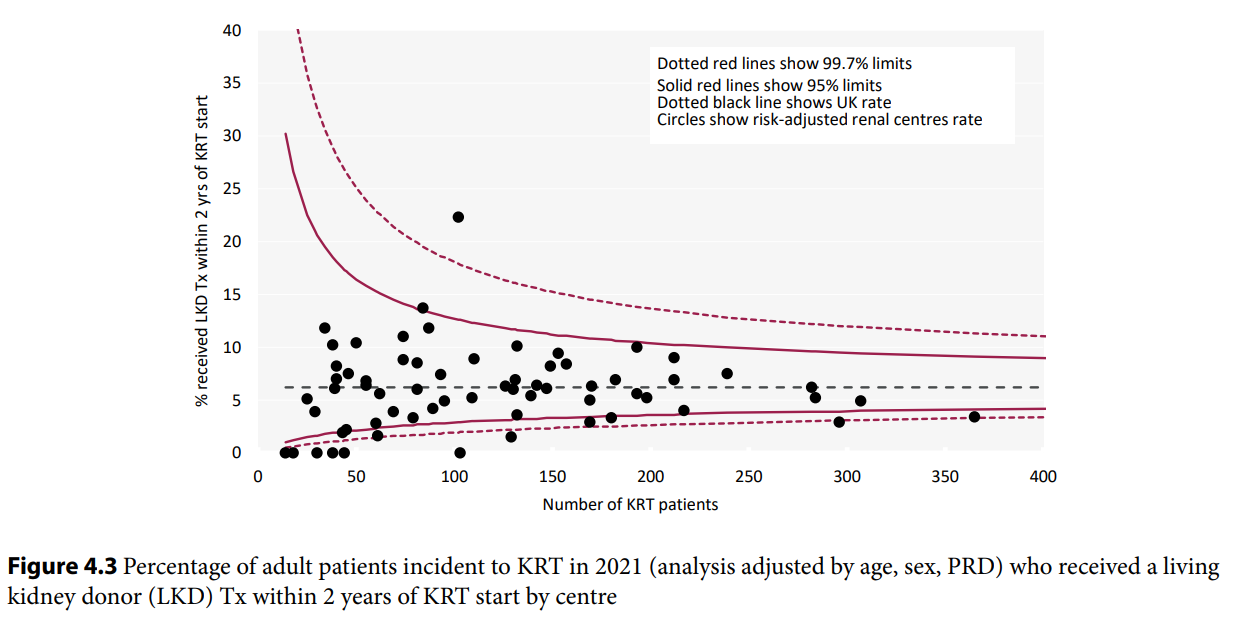 40
35
30
25
20
15
10
5
0
% received LKD Tx within 2 yrs of KRT start
Dotted red lines show 99.7% limits
Solid red lines show 95% limits
Dotted black line shows UK rate
Circles show risk-adjusted renal centres rate
0 50 100 150 200 250 300 350 400
Number of KRT patients
Figure 4.3 Percentage of adult patients incident to KRT in 2021 (analysis adjusted by age, sex, PRD) who received a living
kidney donor (LKD) Tx within 2 years of KRT start by centre